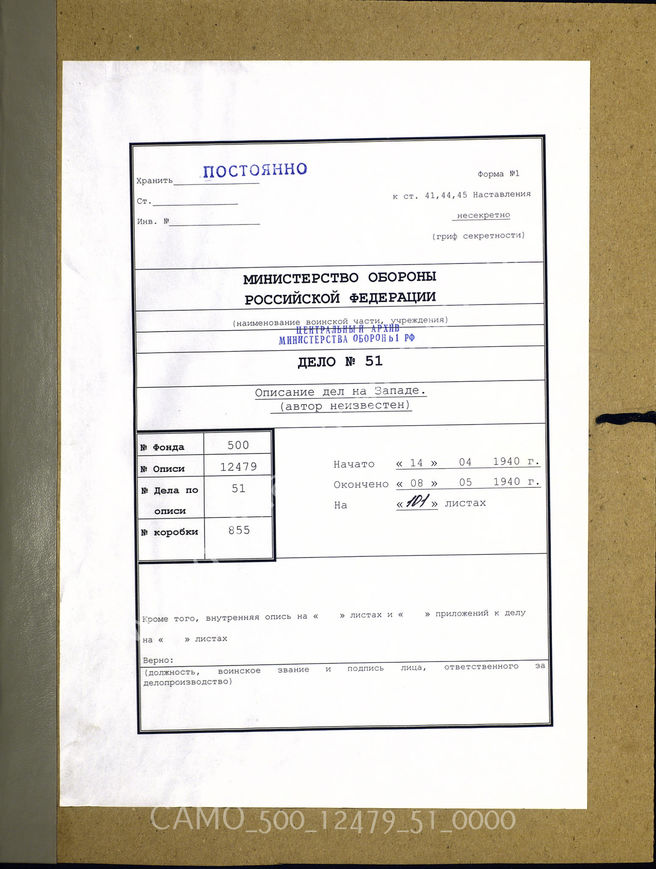 Хранить ПОСТОЯННО
Форма №1
Ст.
к ст. 41,44,45 Наставления
Инв. №
несекретно
(гриф секретности)
МИНИСТЕРСТВО ОБОРОНЫ
РОССИЙСКОЙ ФЕДЕРАЦИИ
(наименование воинской части, учреждения)
ЦЕНТРАЛЬНЫЙ АРХИВ
МИНИСТЕРСТВА ОБОРОНЫ РФ
ДЕЛО № 51
Описание дел на Западе.
(автор неизвестен)
№ Фонда 500
№ Описи 12479
№ Дела по описи 51
№ коробки 855
Начато « 14 » 04 1940 г.
Окончено « 08 » 05 1940 г.
На « 101 » листах
Кроме того, внутренняя опись на « » листах и « » приложений к делу
на « » листах
Верно:
(должность, воинское звание и подпись лица, ответственного за
делопроизводство)
CAMO_500_12479_51_0000